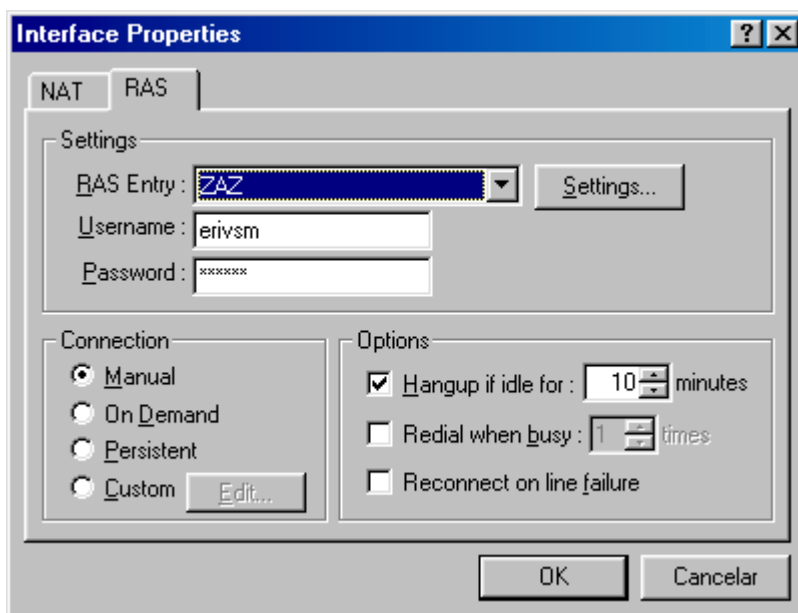 Interface Properties
NAT RAS
Settings
RAS Entry : ZAZ Settings...
Username : erivsm
Password : ××××××
Connection
Manual
On Demand
Persistent
Custom Edit...
Options
Hangup if idle for : 10 minutes
Redial when busy : 1 times
Reconnect on line failure
OK Cancelar